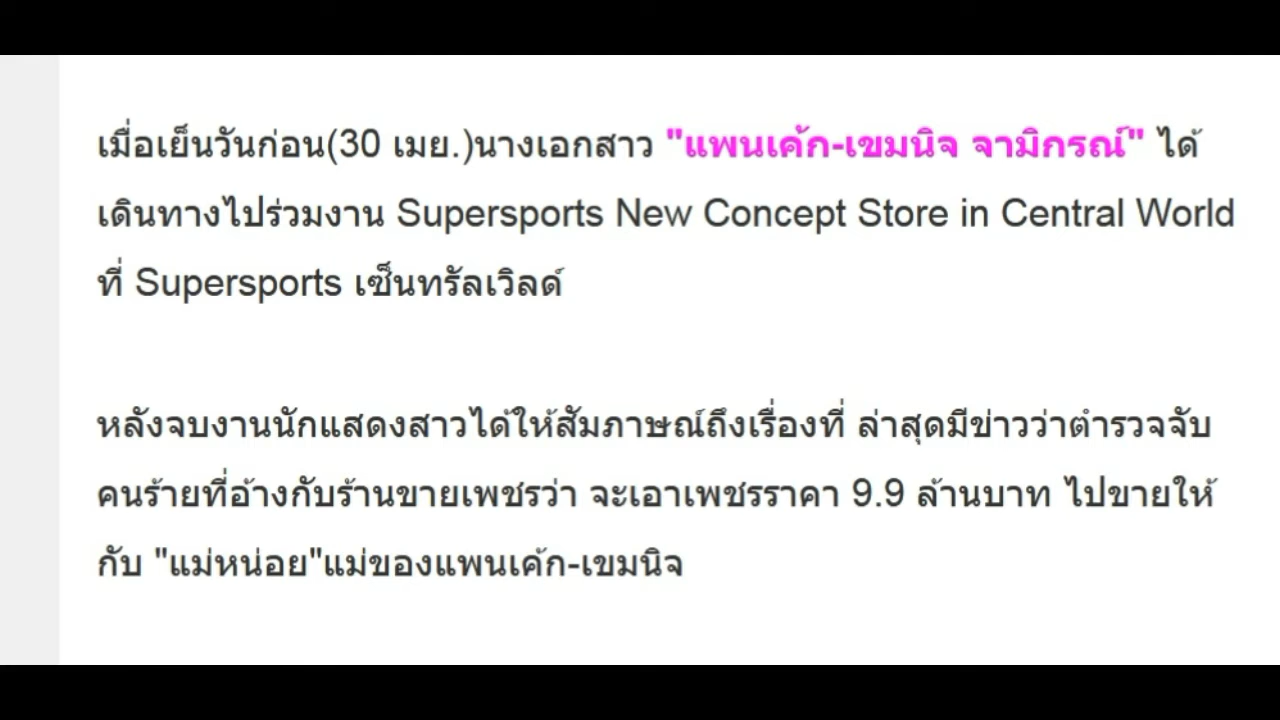 เมื่อเย็นวันก่อน(30 เมย.)นางเอกสาว "แพนเค้ก-เขมนิจ จามิกรณ์" ได้
เดินทางไปร่วมงาน Supersports New Concept Store in Central World
ที่ Supersports เซ็นทรัลเวิลด์
หลังจบงานนักแสดงสาวได้ให้สัมภาษณ์ถึงเรื่องที่ ล่าสุดมีข่าวว่าตำรวจจับ
คนร้ายที่อ้างกับร้านขายเพชรว่า จะเอาเพชรราคา 9.9 ล้านบาท ไปขายให้
กับ "แม่หน่อย"แม่ของแพนเค้ก-เขมนิจ